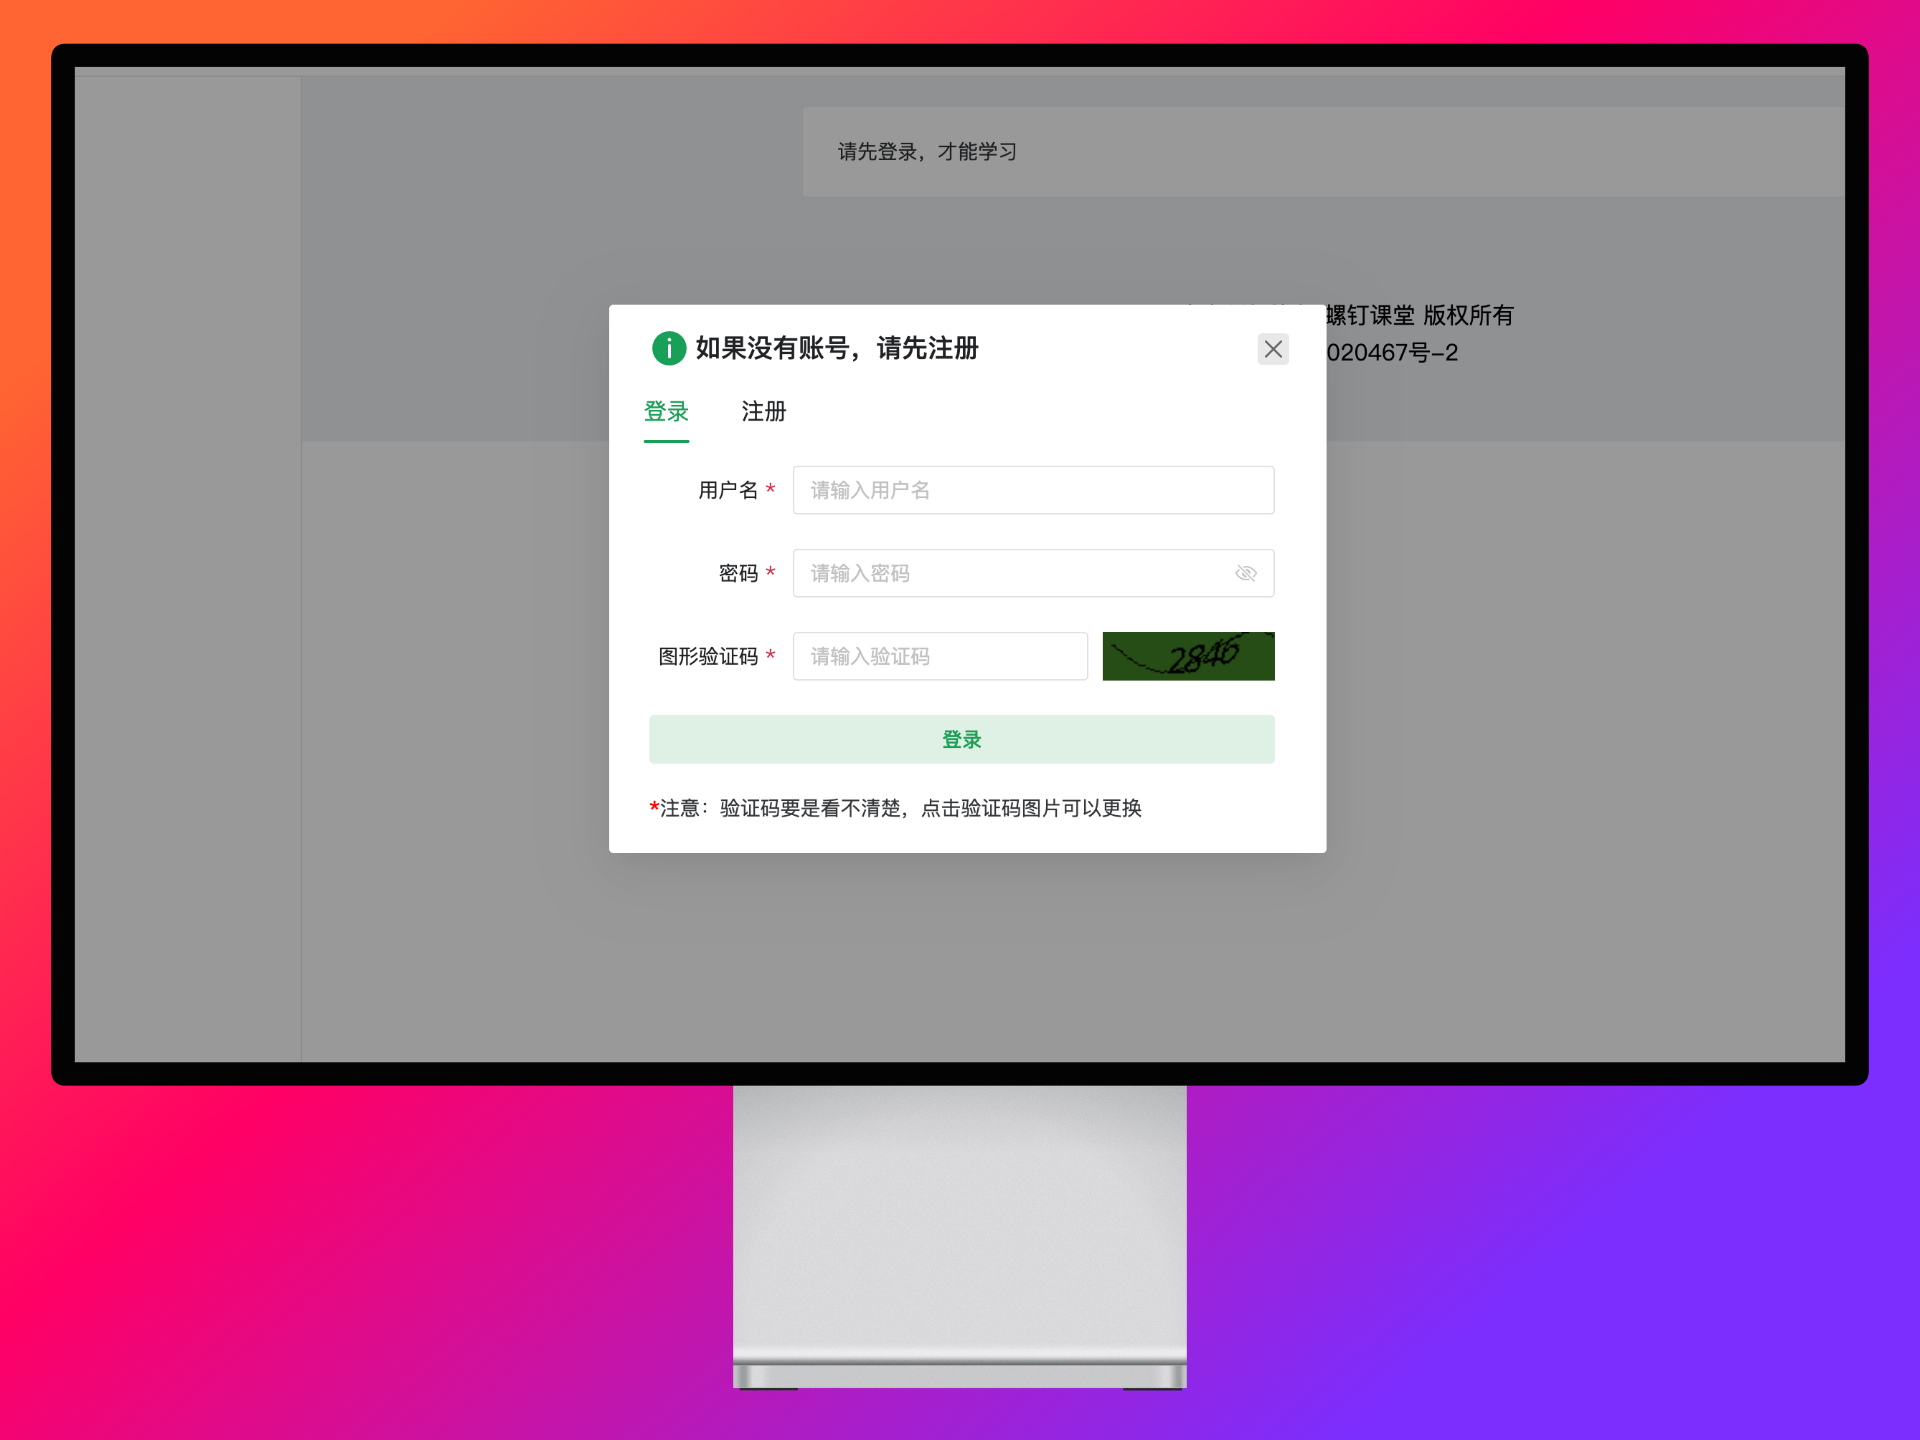 请先登录，才能学习
螺钉课堂 版权所有
020467号-2
如果没有账号，请先注册
登录 注册
用户名 *
请输入用户名
密码 *
请输入密码
图形验证码 *
请输入验证码
2846
登录
*注意：验证码要是看不清楚，点击验证码图片可以更换